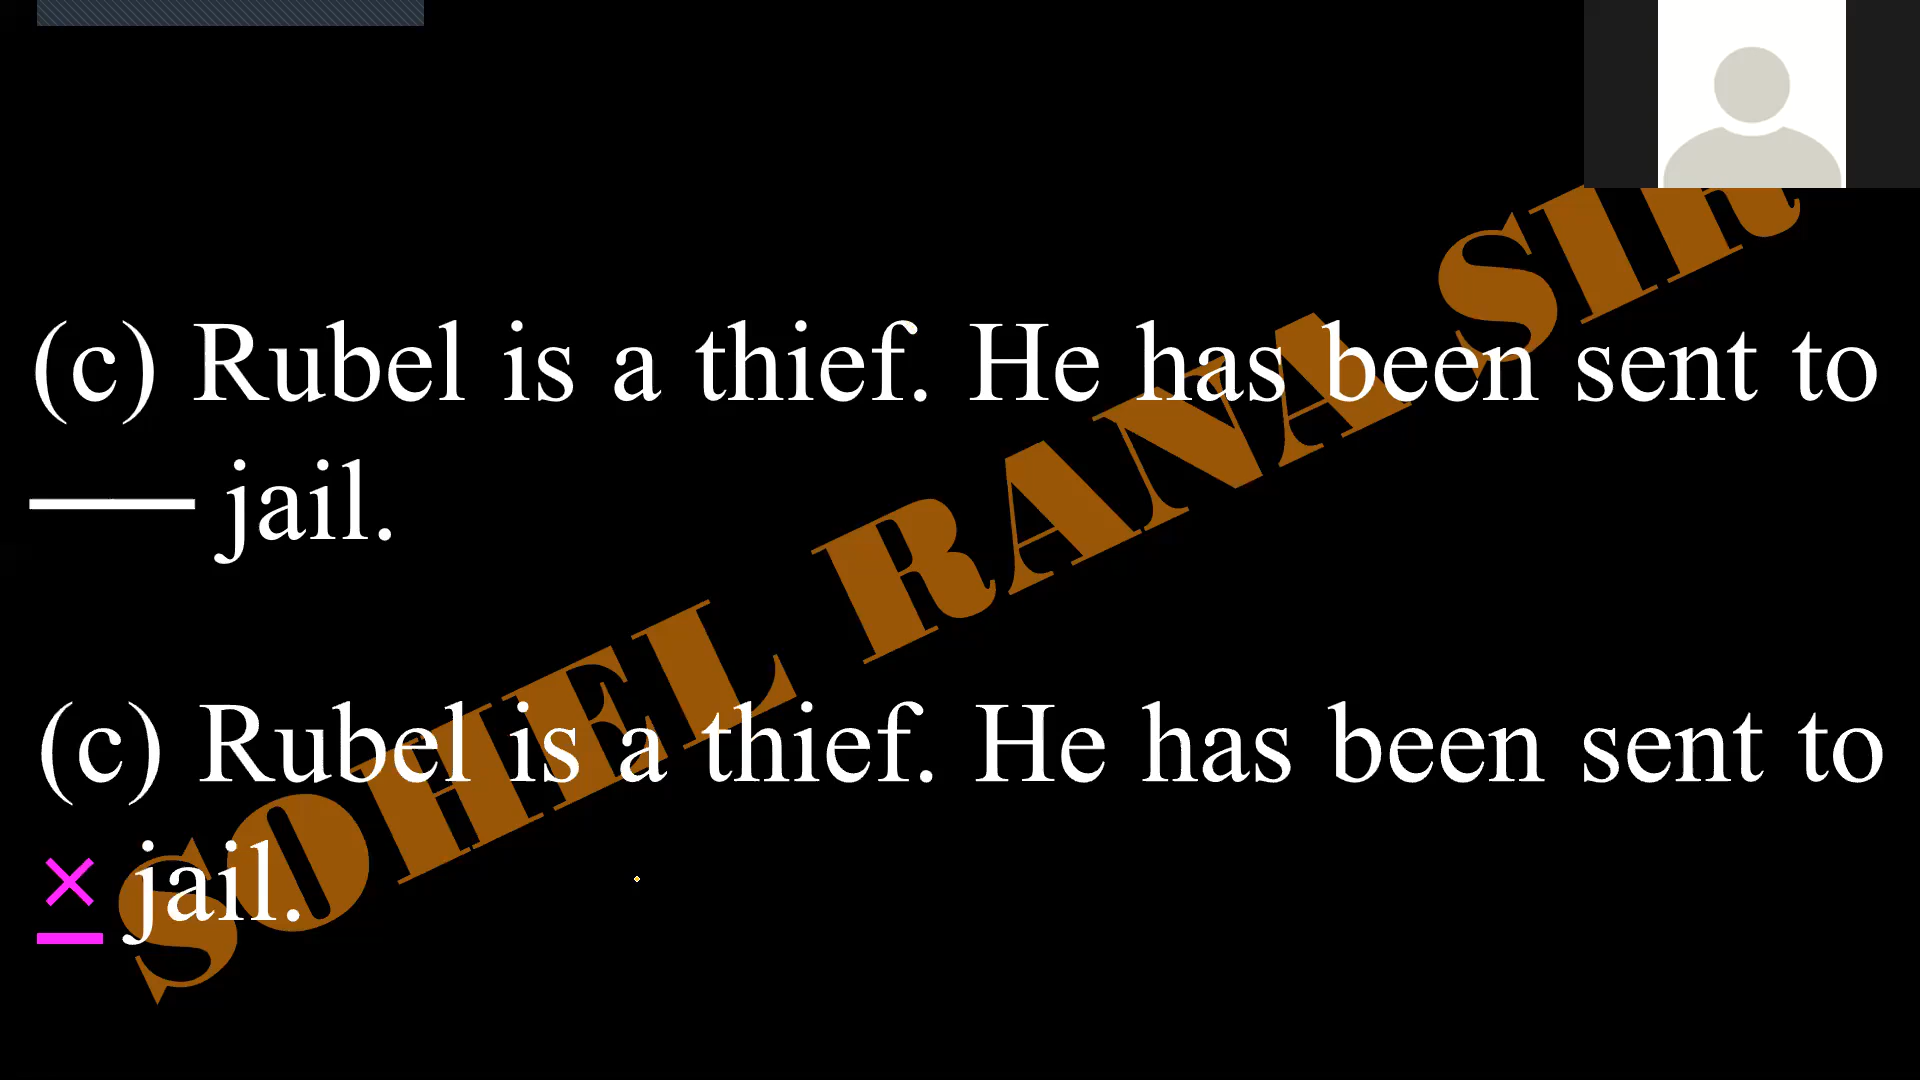 (c) Rubel is a thief. He has been sent to
___ jail.
(c) Rubel is a thief. He has been sent to
× jail.
SOHEL RANA SIR